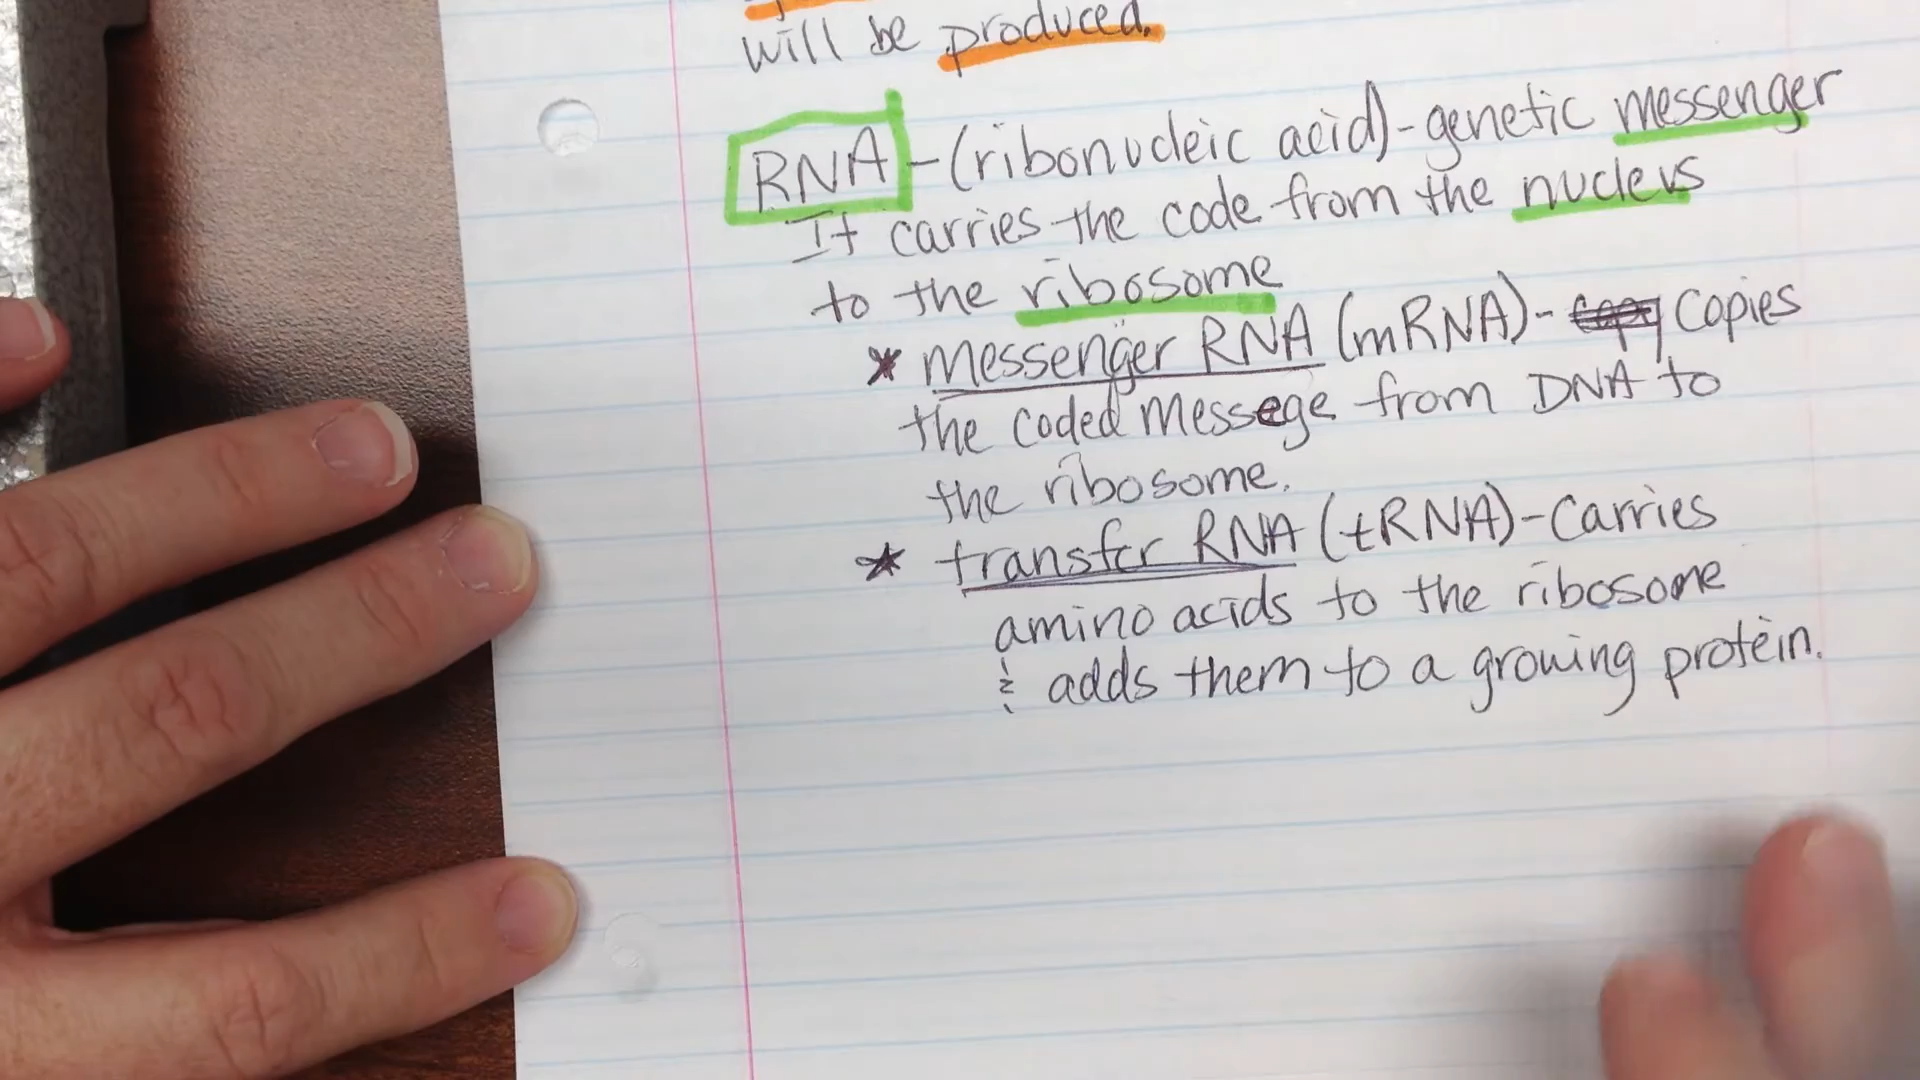 will be produced.
RNA-(ribonucleic acid)-genetic messenger
It carries the code from the nucleus
to the ribosome
* messenger RNA (mRNA)- copy Copies
the coded messege from DNA to
the ribosome.
* transfer RNA (tRNA)-Carries
amino acids to the ribosome
& adds them to a growing protein.